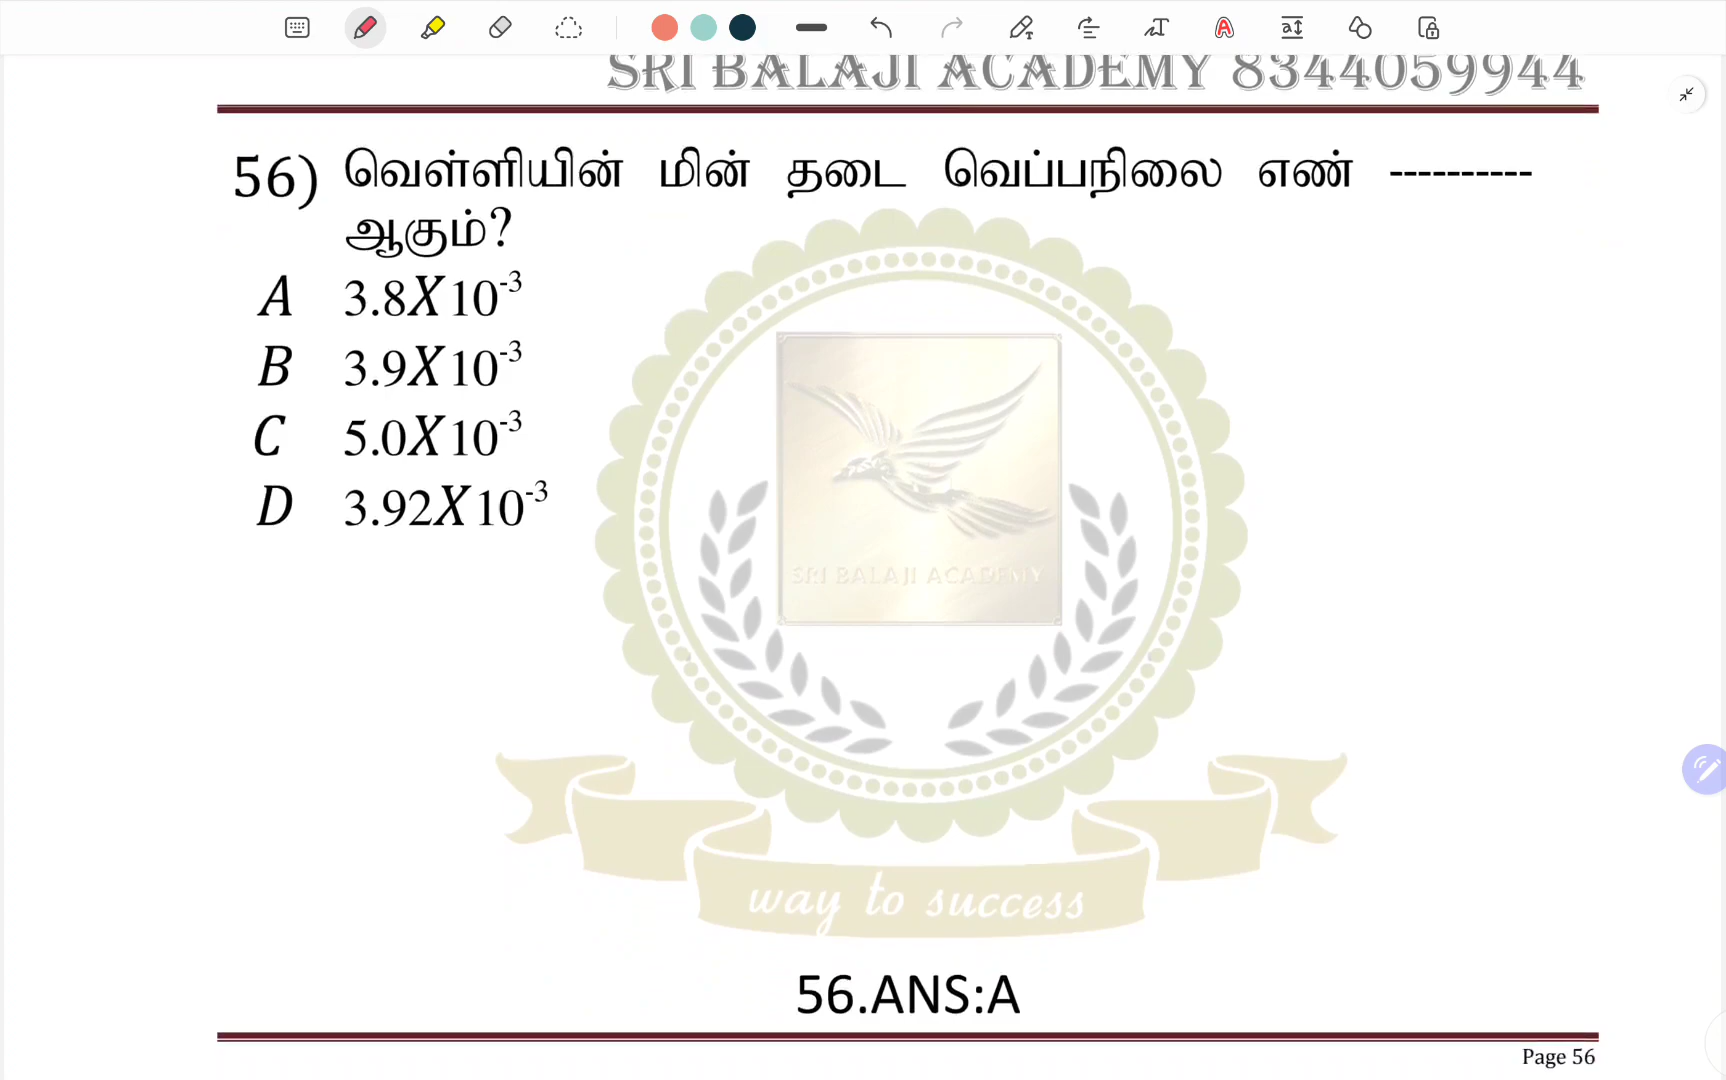 SRI BALAJI ACADEMY 8344059944
56) வெள்ளியின் மின் தடை வெப்பநிலை எண் ----------
ஆகும்?
A 3.8X10⁻³
B 3.9X10⁻³
C 5.0X10⁻³
D 3.92X10⁻³
SRI BALAJI ACADEMY
way to success
56.ANS:A
Page 56